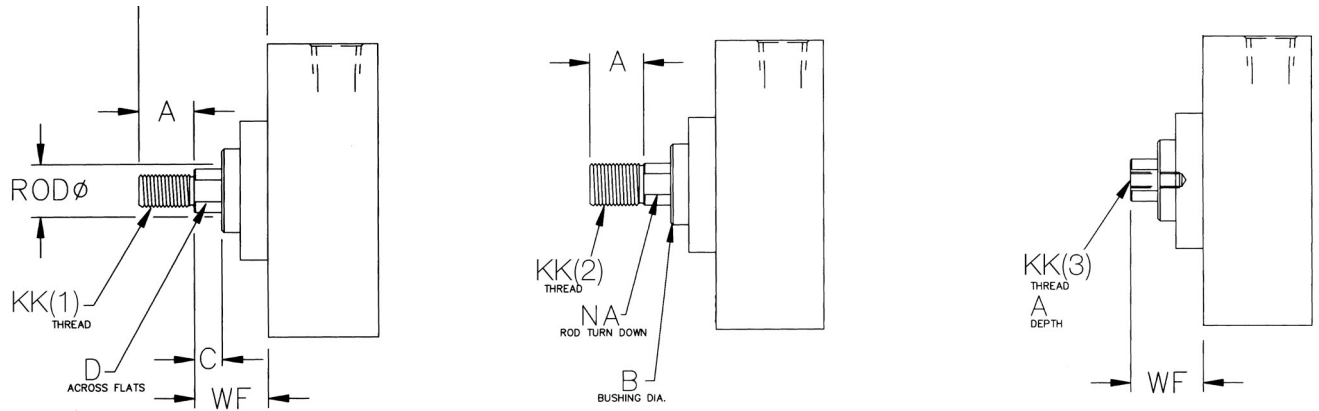 A
RODø
KK(1)
THREAD
D
ACROSS FLATS
C
WF
A
KK(2)
THREAD
NA
ROD TURN DOWN
B
BUSHING DIA.
KK(3)
THREAD
A
DEPTH
WF